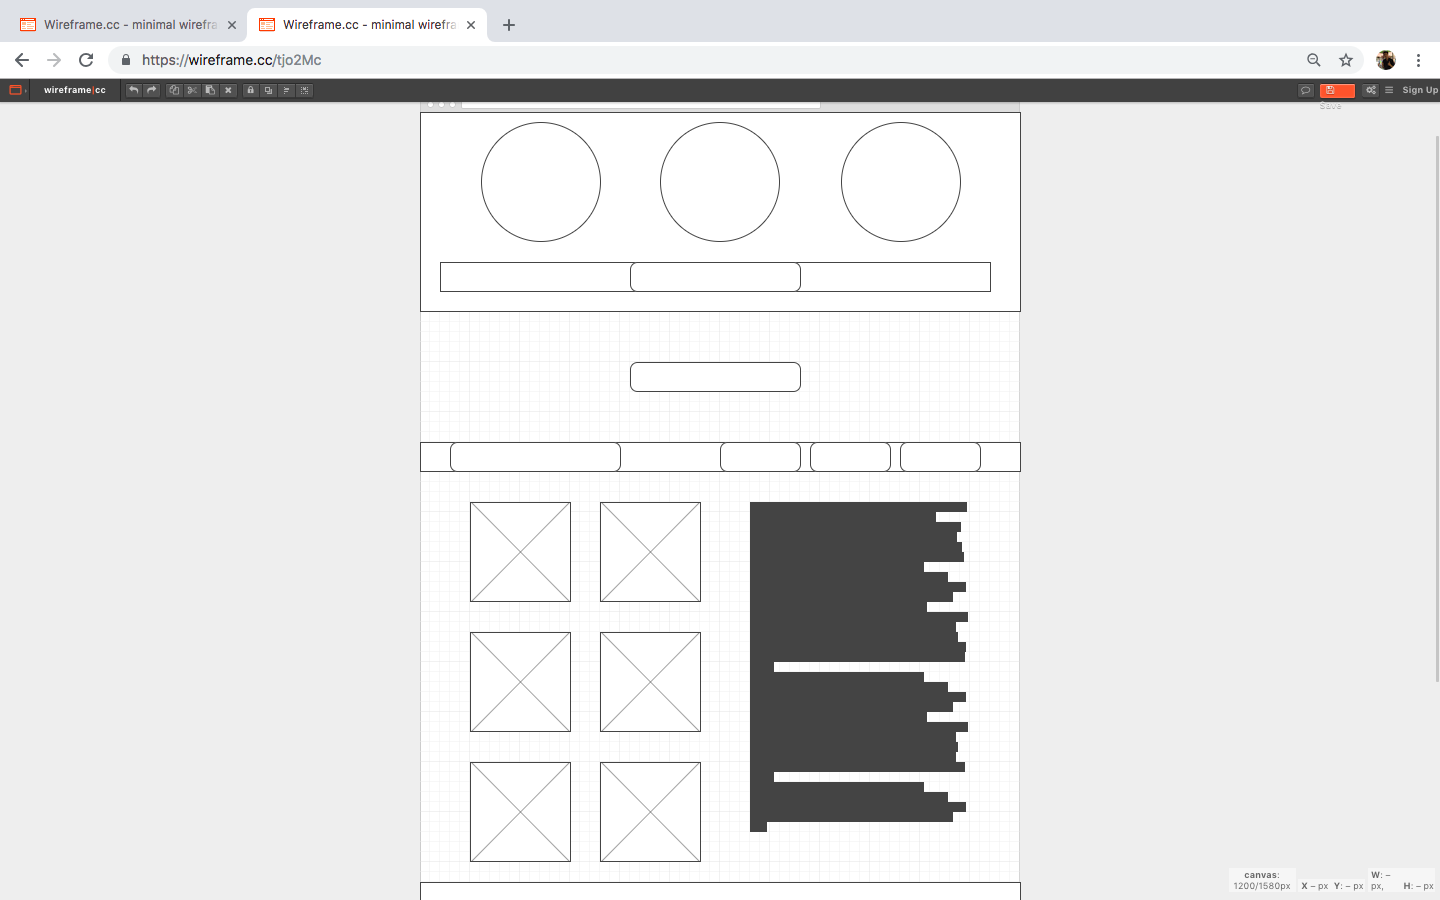 Wireframe.cc - minimal wirefra
Wireframe.cc - minimal wirefra
https://wireframe.cc/tjo2Mc
wireframe|cc
Sign Up
Save
canvas:
1200/1580px
X – px Y: – px
W: –
px, H: – px